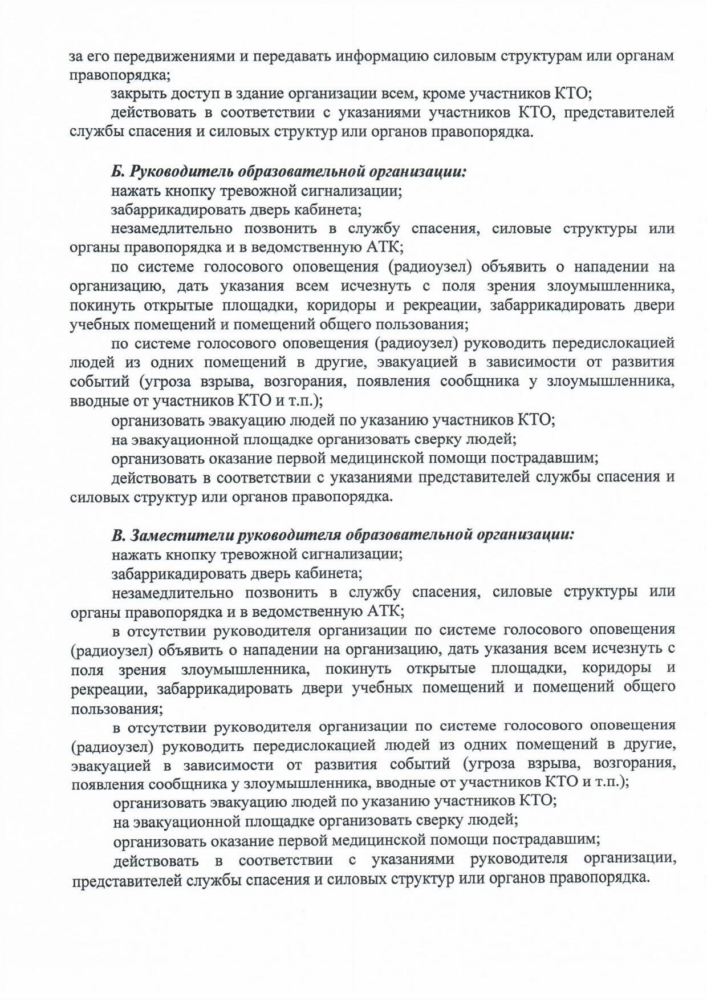 за его передвижениями и передавать информацию силовым структурам или органам
правопорядка;
закрыть доступ в здание организации всем, кроме участников КТО;
действовать в соответствии с указаниями участников КТО, представителей
службы спасения и силовых структур или органов правопорядка.
Б. Руководитель образовательной организации:
нажать кнопку тревожной сигнализации;
забаррикадировать дверь кабинета;
незамедлительно позвонить в службу спасения, силовые структуры или
органы правопорядка и в ведомственную АТК;
по системе голосового оповещения (радиоузел) объявить о нападении на
организацию, дать указания всем исчезнуть с поля зрения злоумышленника,
покинуть открытые площадки, коридоры и рекреации, забаррикадировать двери
учебных помещений и помещений общего пользования;
по системе голосового оповещения (радиоузел) руководить передислокацией
людей из одних помещений в другие, эвакуацией в зависимости от развития
событий (угроза взрыва, возгорания, появления сообщника у злоумышленника,
вводные от участников КТО и т.п.);
организовать эвакуацию людей по указанию участников КТО;
на эвакуационной площадке организовать сверку людей;
организовать оказание первой медицинской помощи пострадавшим;
действовать в соответствии с указаниями представителей службы спасения и
силовых структур или органов правопорядка.
В. Заместители руководителя образовательной организации:
нажать кнопку тревожной сигнализации;
забаррикадировать дверь кабинета;
незамедлительно позвонить в службу спасения, силовые структуры или
органы правопорядка и в ведомственную АТК;
в отсутствии руководителя организации по системе голосового оповещения
(радиоузел) объявить о нападении на организацию, дать указания всем исчезнуть с
поля зрения злоумышленника, покинуть открытые площадки, коридоры и
рекреации, забаррикадировать двери учебных помещений и помещений общего
пользования;
в отсутствии руководителя организации по системе голосового оповещения
(радиоузел) руководить передислокацией людей из одних помещений в другие,
эвакуацией в зависимости от развития событий (угроза взрыва, возгорания,
появления сообщника у злоумышленника, вводные от участников КТО и т.п.);
организовать эвакуацию людей по указанию участников КТО;
на эвакуационной площадке организовать сверку людей;
организовать оказание первой медицинской помощи пострадавшим;
действовать в соответствии с указаниями руководителя организации,
представителей службы спасения и силовых структур или органов правопорядка.